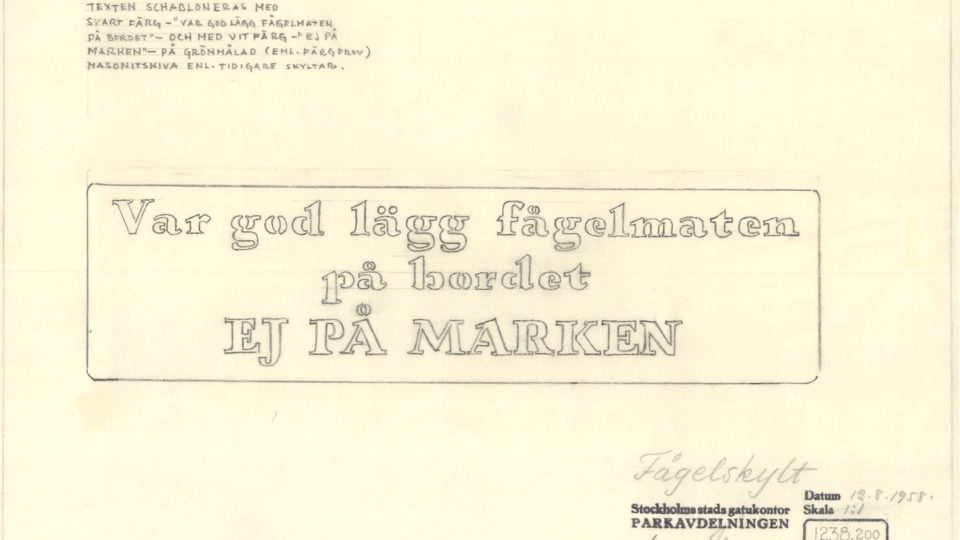 TEXTEN SCHABLONERAS MED
SVART FÄRG -"VAR GOD LÄGG FÅGELMATEN
PÅ BORDET"- OCH MED VIT FÄRG -"EJ PÅ
MARKEN"- PÅ GRÖNMÅLAD (ENL. FÄRGPROV)
MASONITSKIVA ENL. TIDIGARE SKYLTAR.
Var god lägg fågelmaten
på bordet
EJ PÅ MARKEN
Fågelskylt
Datum 12.8.1958.
Stockholms stads gatukontor
Skala 1:1
PARKAVDELNINGEN
1238.200